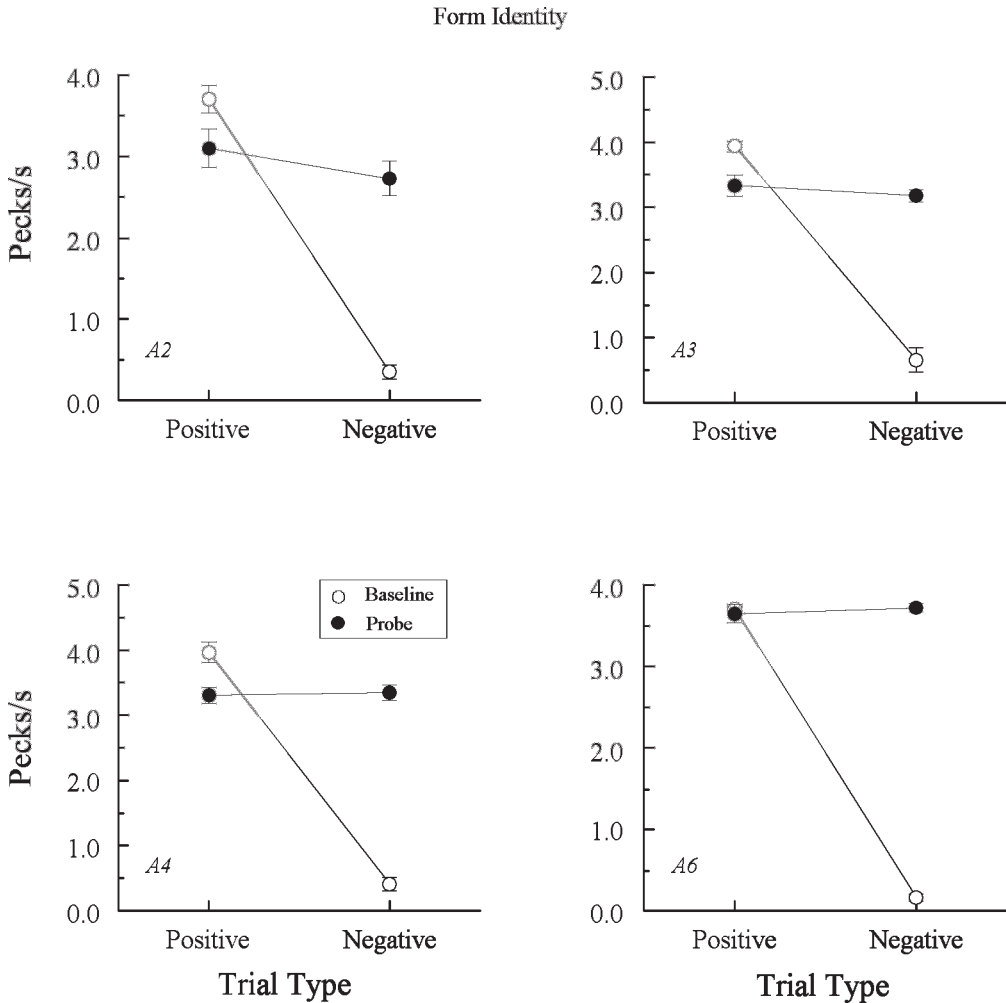 Form Identity
4.0
3.0
2.0
1.0
0.0
Pecks/s
A2
Positive Negative
5.0
4.0
3.0
2.0
1.0
0.0
A3
Positive Negative
5.0
4.0
3.0
2.0
1.0
0.0
Pecks/s
Baseline
Probe
A4
Positive Negative
Trial Type
4.0
3.0
2.0
1.0
0.0
A6
Positive Negative
Trial Type